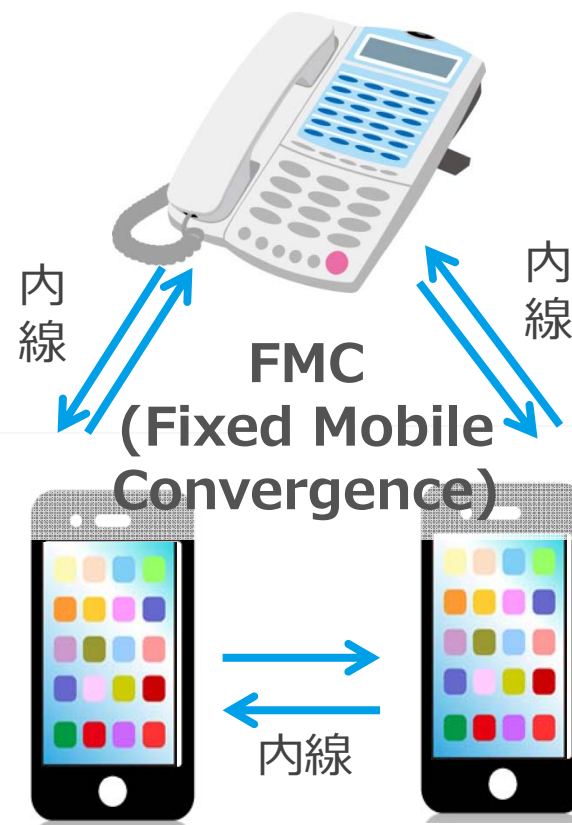 内
線
内
線
FMC
(Fixed Mobile
Convergence)
内線